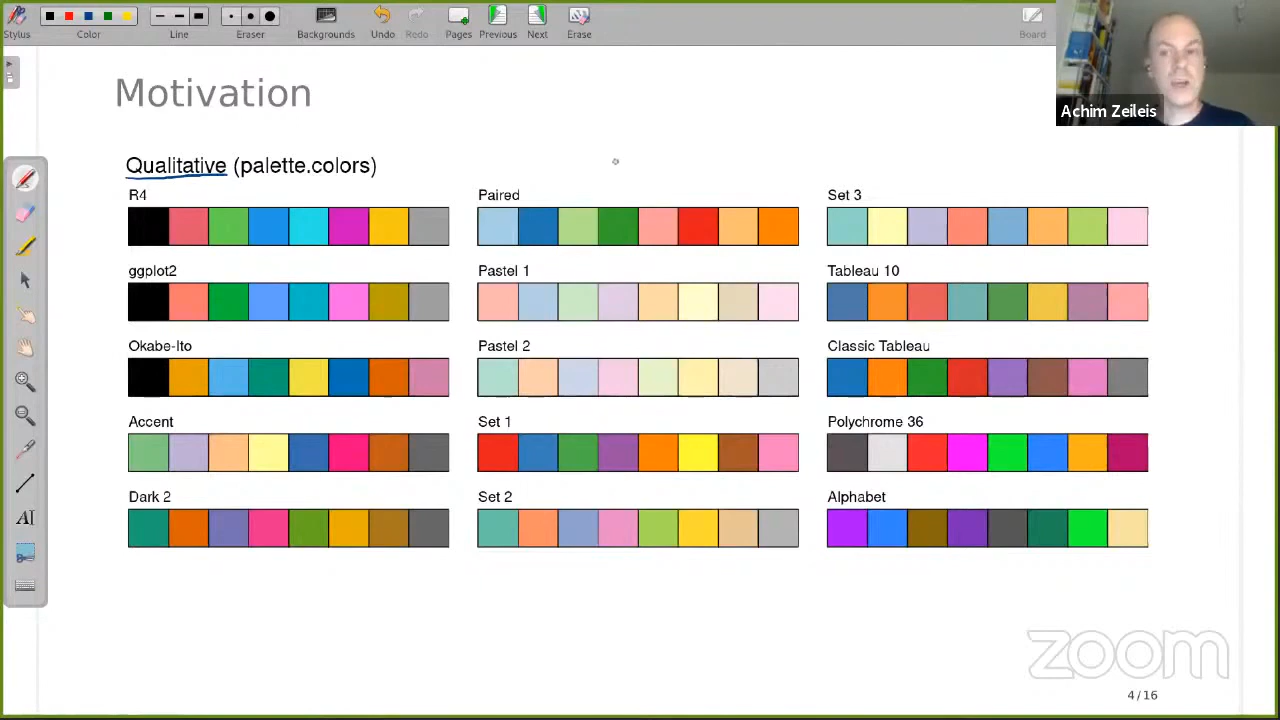 Stylus
Color
Line
Eraser
Backgrounds
Undo
Redo
Pages
Previous
Next
Erase
Board
Achim Zeileis
Motivation
Qualitative (palette.colors)
R4
Paired
Set 3
ggplot2
Pastel 1
Tableau 10
Okabe-Ito
Pastel 2
Classic Tableau
Accent
Set 1
Polychrome 36
Dark 2
Set 2
Alphabet
AI
zoom
4/16